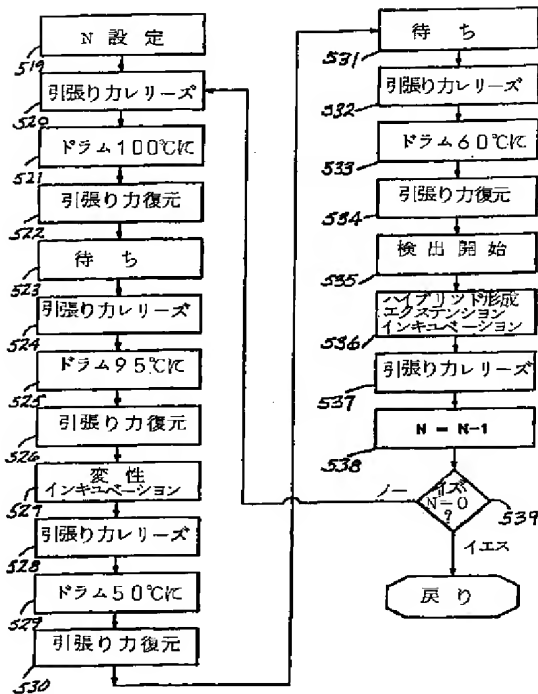 N 設定
519
引張り力レリーズ
520
ドラム100℃に
521
引張り力復元
522
待ち
523
引張り力レリーズ
524
ドラム95℃に
525
引張り力復元
526
変性
インキュベーション
527
引張り力レリーズ
528
ドラム50℃に
529
引張り力復元
530
待ち
531
引張り力レリーズ
532
ドラム60℃に
533
引張り力復元
534
検出開始
535
ハイブリッド形成
エクステンション
インキュベーション
536
引張り力レリーズ
537
N = N-1
538
ノー
イズ
N=0
?
539
イエス
戻り